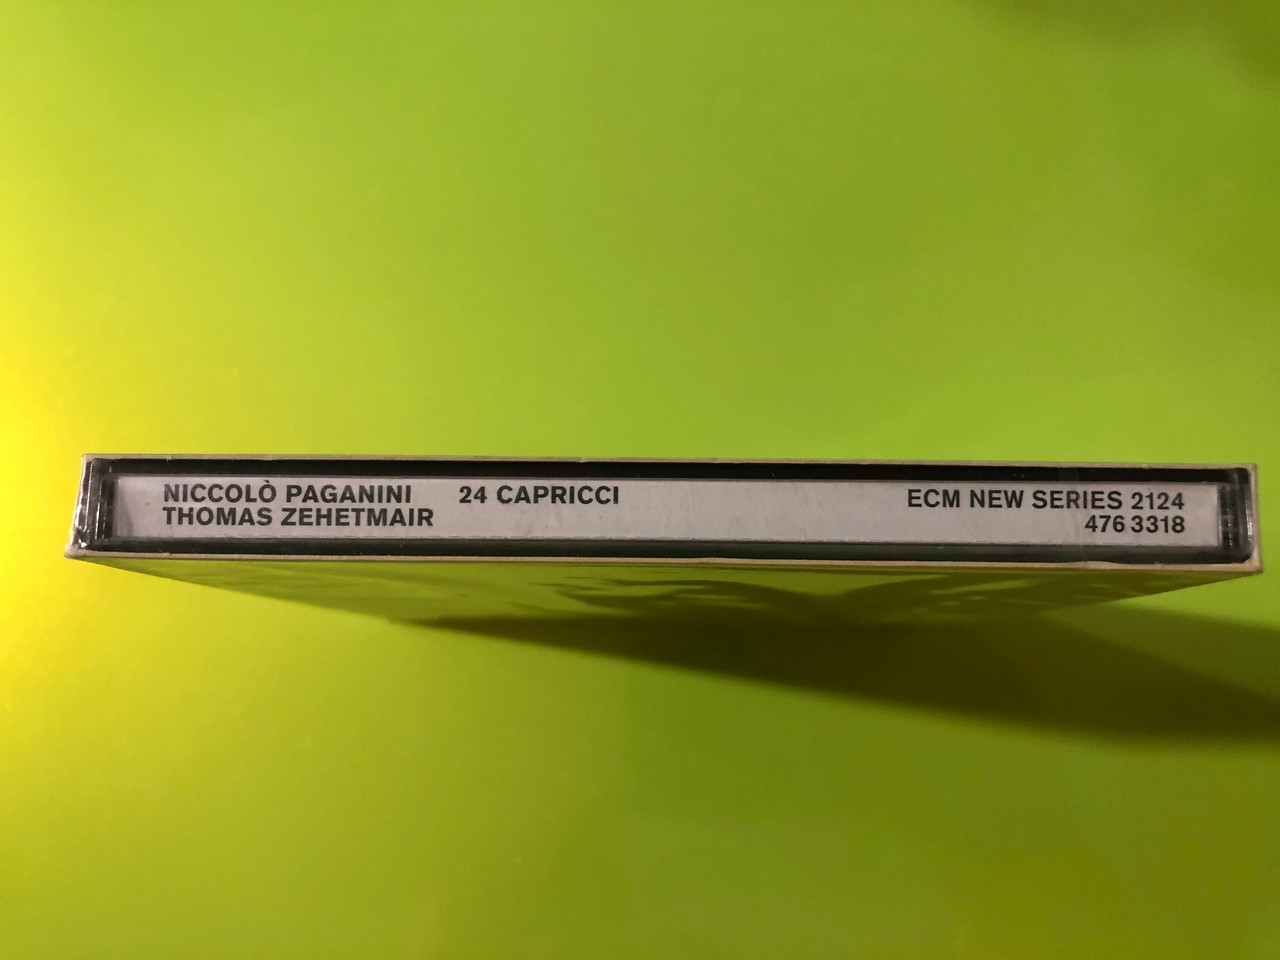 NICCOLÒ PAGANINI 24 CAPRICCI
THOMAS ZEHETMAIR
ECM NEW SERIES 2124
476 3318